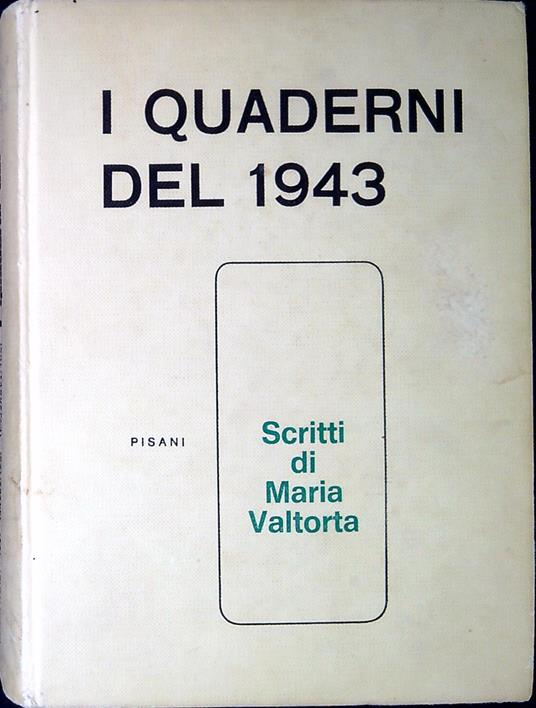 I QUADERNI
DEL 1943
PISANI
Scritti
di
Maria
Valtorta